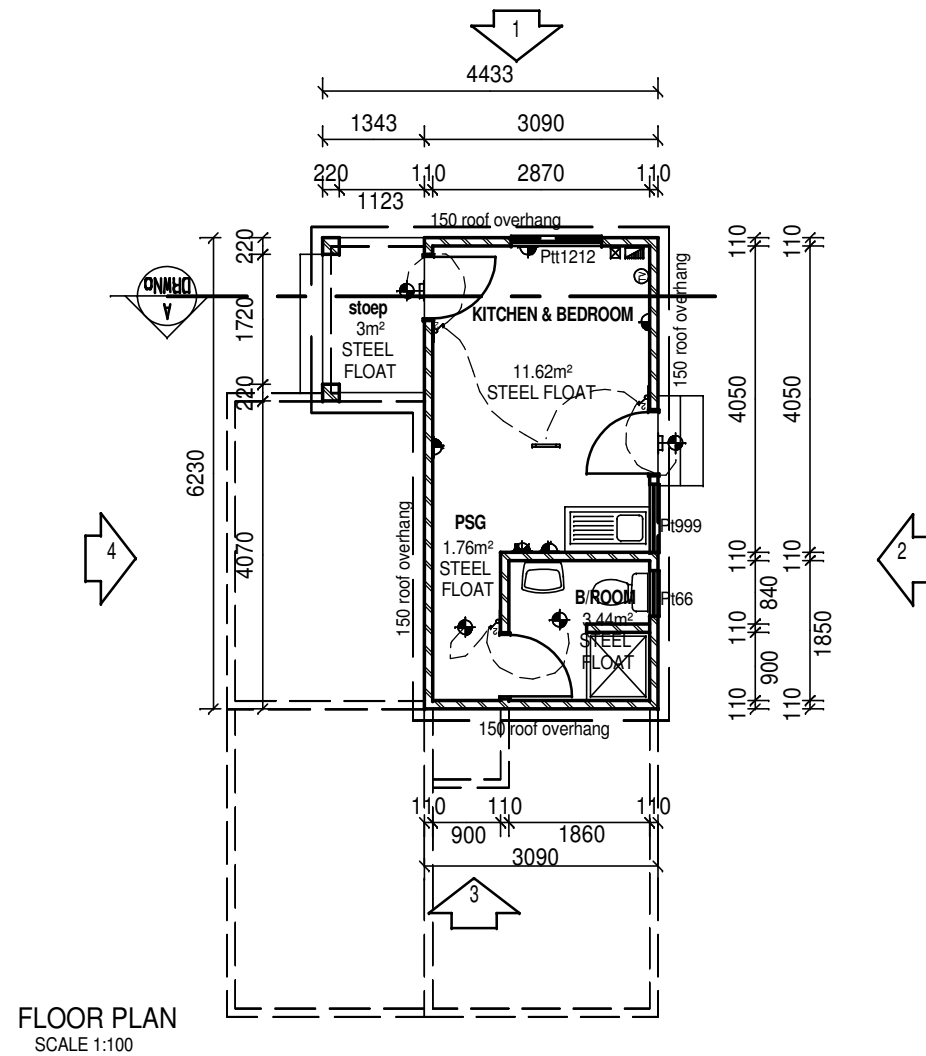 1
4433
1343
3090
220
110
2870
110
1123
150 roof overhang
220
1720
220
4070
6230
A
DRWNG
Ptt1212
stoep
3m²
STEEL
FLOAT
KITCHEN & BEDROOM
11.62m²
STEEL FLOAT
150 roof overhang
110
4050
110
840
110
900
110
110
4050
110
1850
110
4
2
150 roof overhang
PSG
1.76m²
STEEL
FLOAT
Pt999
Pt66
B/ROOM
3.44m²
STEEL
FLOAT
150 roof overhang
110
110
110
900
1860
3090
3
FLOOR PLAN
SCALE 1:100